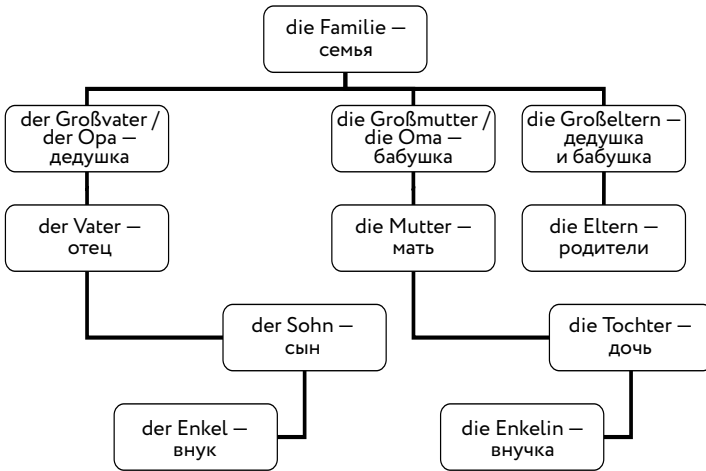 die Familie —
семья
der Großvater /
der Opa —
дедушка
die Großmutter /
die Oma —
бабушка
die Großeltern —
дедушка
и бабушка
der Vater —
отец
die Mutter —
мать
die Eltern —
родители
der Sohn —
сын
die Tochter —
дочь
der Enkel —
внук
die Enkelin —
внучка